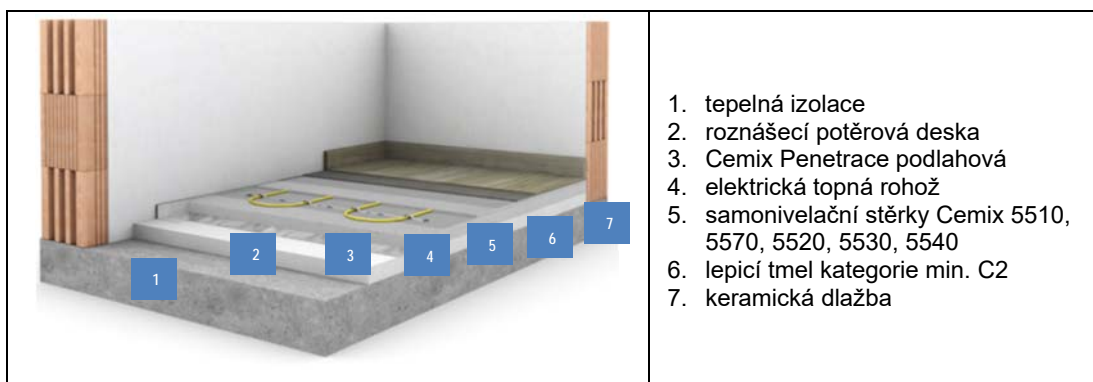 1
2
3
4
5
6
7
1. tepelná izolace
2. roznášecí potěrová deska
3. Cemix Penetrace podlahová
4. elektrická topná rohož
5. samonivelační stěrky Cemix 5510,
5570, 5520, 5530, 5540
6. lepicí tmel kategorie min. C2
7. keramická dlažba